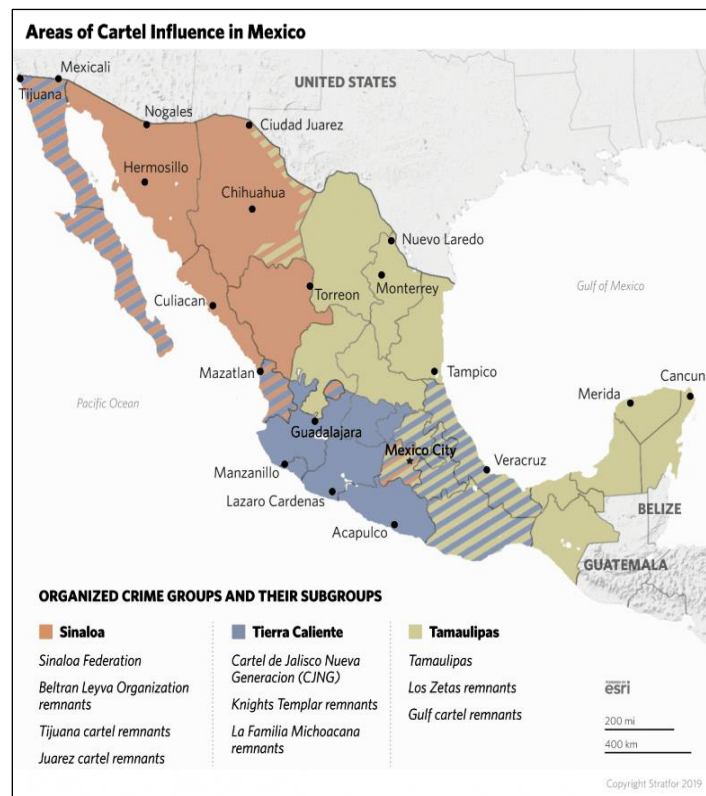 Areas of Cartel Influence in Mexico
Mexicali
UNITED STATES
Tijuana
Nogales
Ciudad Juarez
Hermosillo
Chihuahua
Nuevo Laredo
Gulf of Mexico
Torreon
Monterrey
Culiacan
Mazatlan
Tampico
Cancun
Merida
Pacific Ocean
Guadalajara
Mexico City
Manzanillo
Veracruz
Lazaro Cardenas
BELIZE
Acapulco
GUATEMALA
ORGANIZED CRIME GROUPS AND THEIR SUBGROUPS
Sinaloa
Sinaloa Federation
Beltran Leyva Organization
remnants
Tijuana cartel remnants
Juarez cartel remnants
Tierra Caliente
Cartel de Jalisco Nueva
Generacion (CJNG)
Knights Templar remnants
La Familia Michoacana
remnants
Tamaulipas
Tamaulipas
Los Zetas remnants
Gulf cartel remnants
POWERED BY
esri
200 mi
400 km
Copyright Stratfor 2019